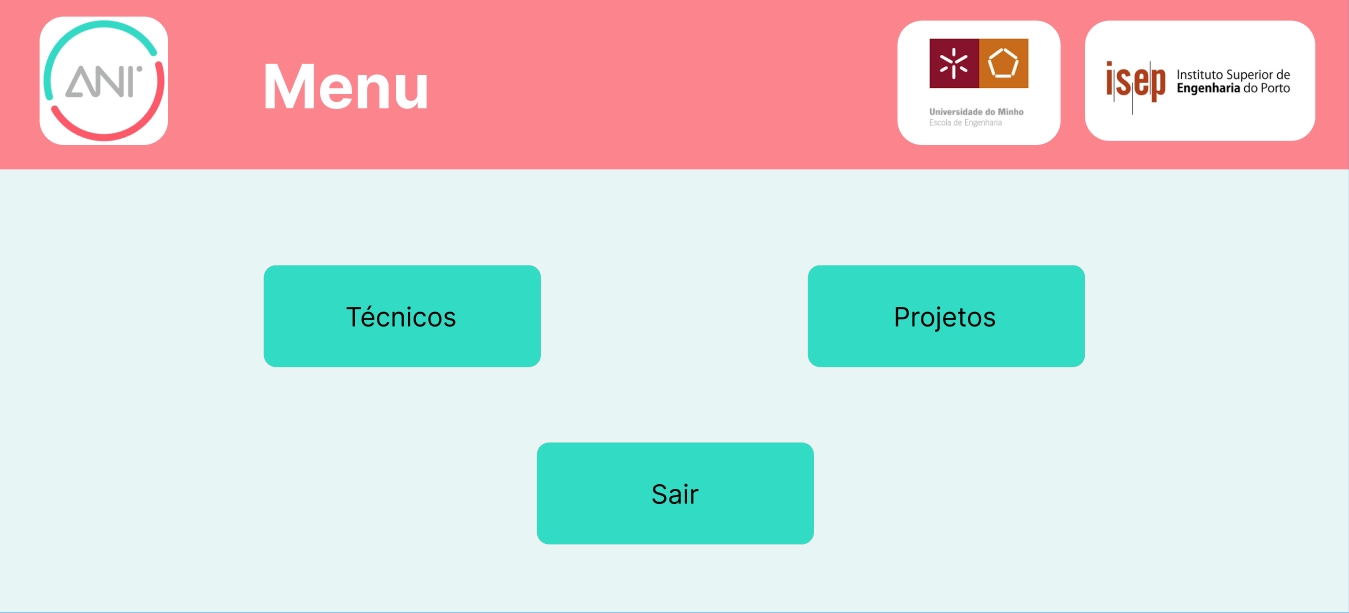 ANI
Menu
Universidade do Minho
Escola de Engenharia
isep
Instituto Superior de
Engenharia do Porto
Técnicos
Projetos
Sair